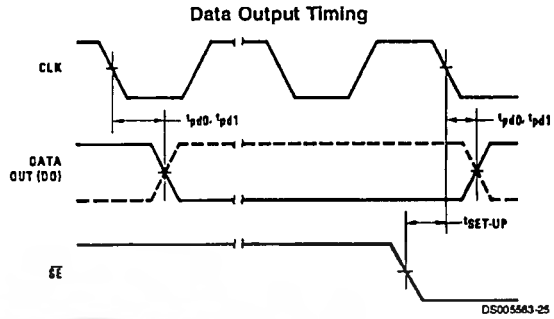 Data Output Timing
CLK
tpd0, tpd1
tpd0, tpd1
DATA
OUT (DO)
tSET-UP
SE
DS005583-25